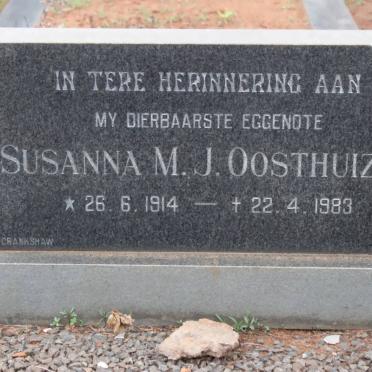 IN TERE HERINNERING AAN
MY DIERBAARSTE EGGENOTE
SUSANNA M. J. OOSTHUIZ
* 26. 6. 1914 — † 22. 4. 1983
CRANKSHAW